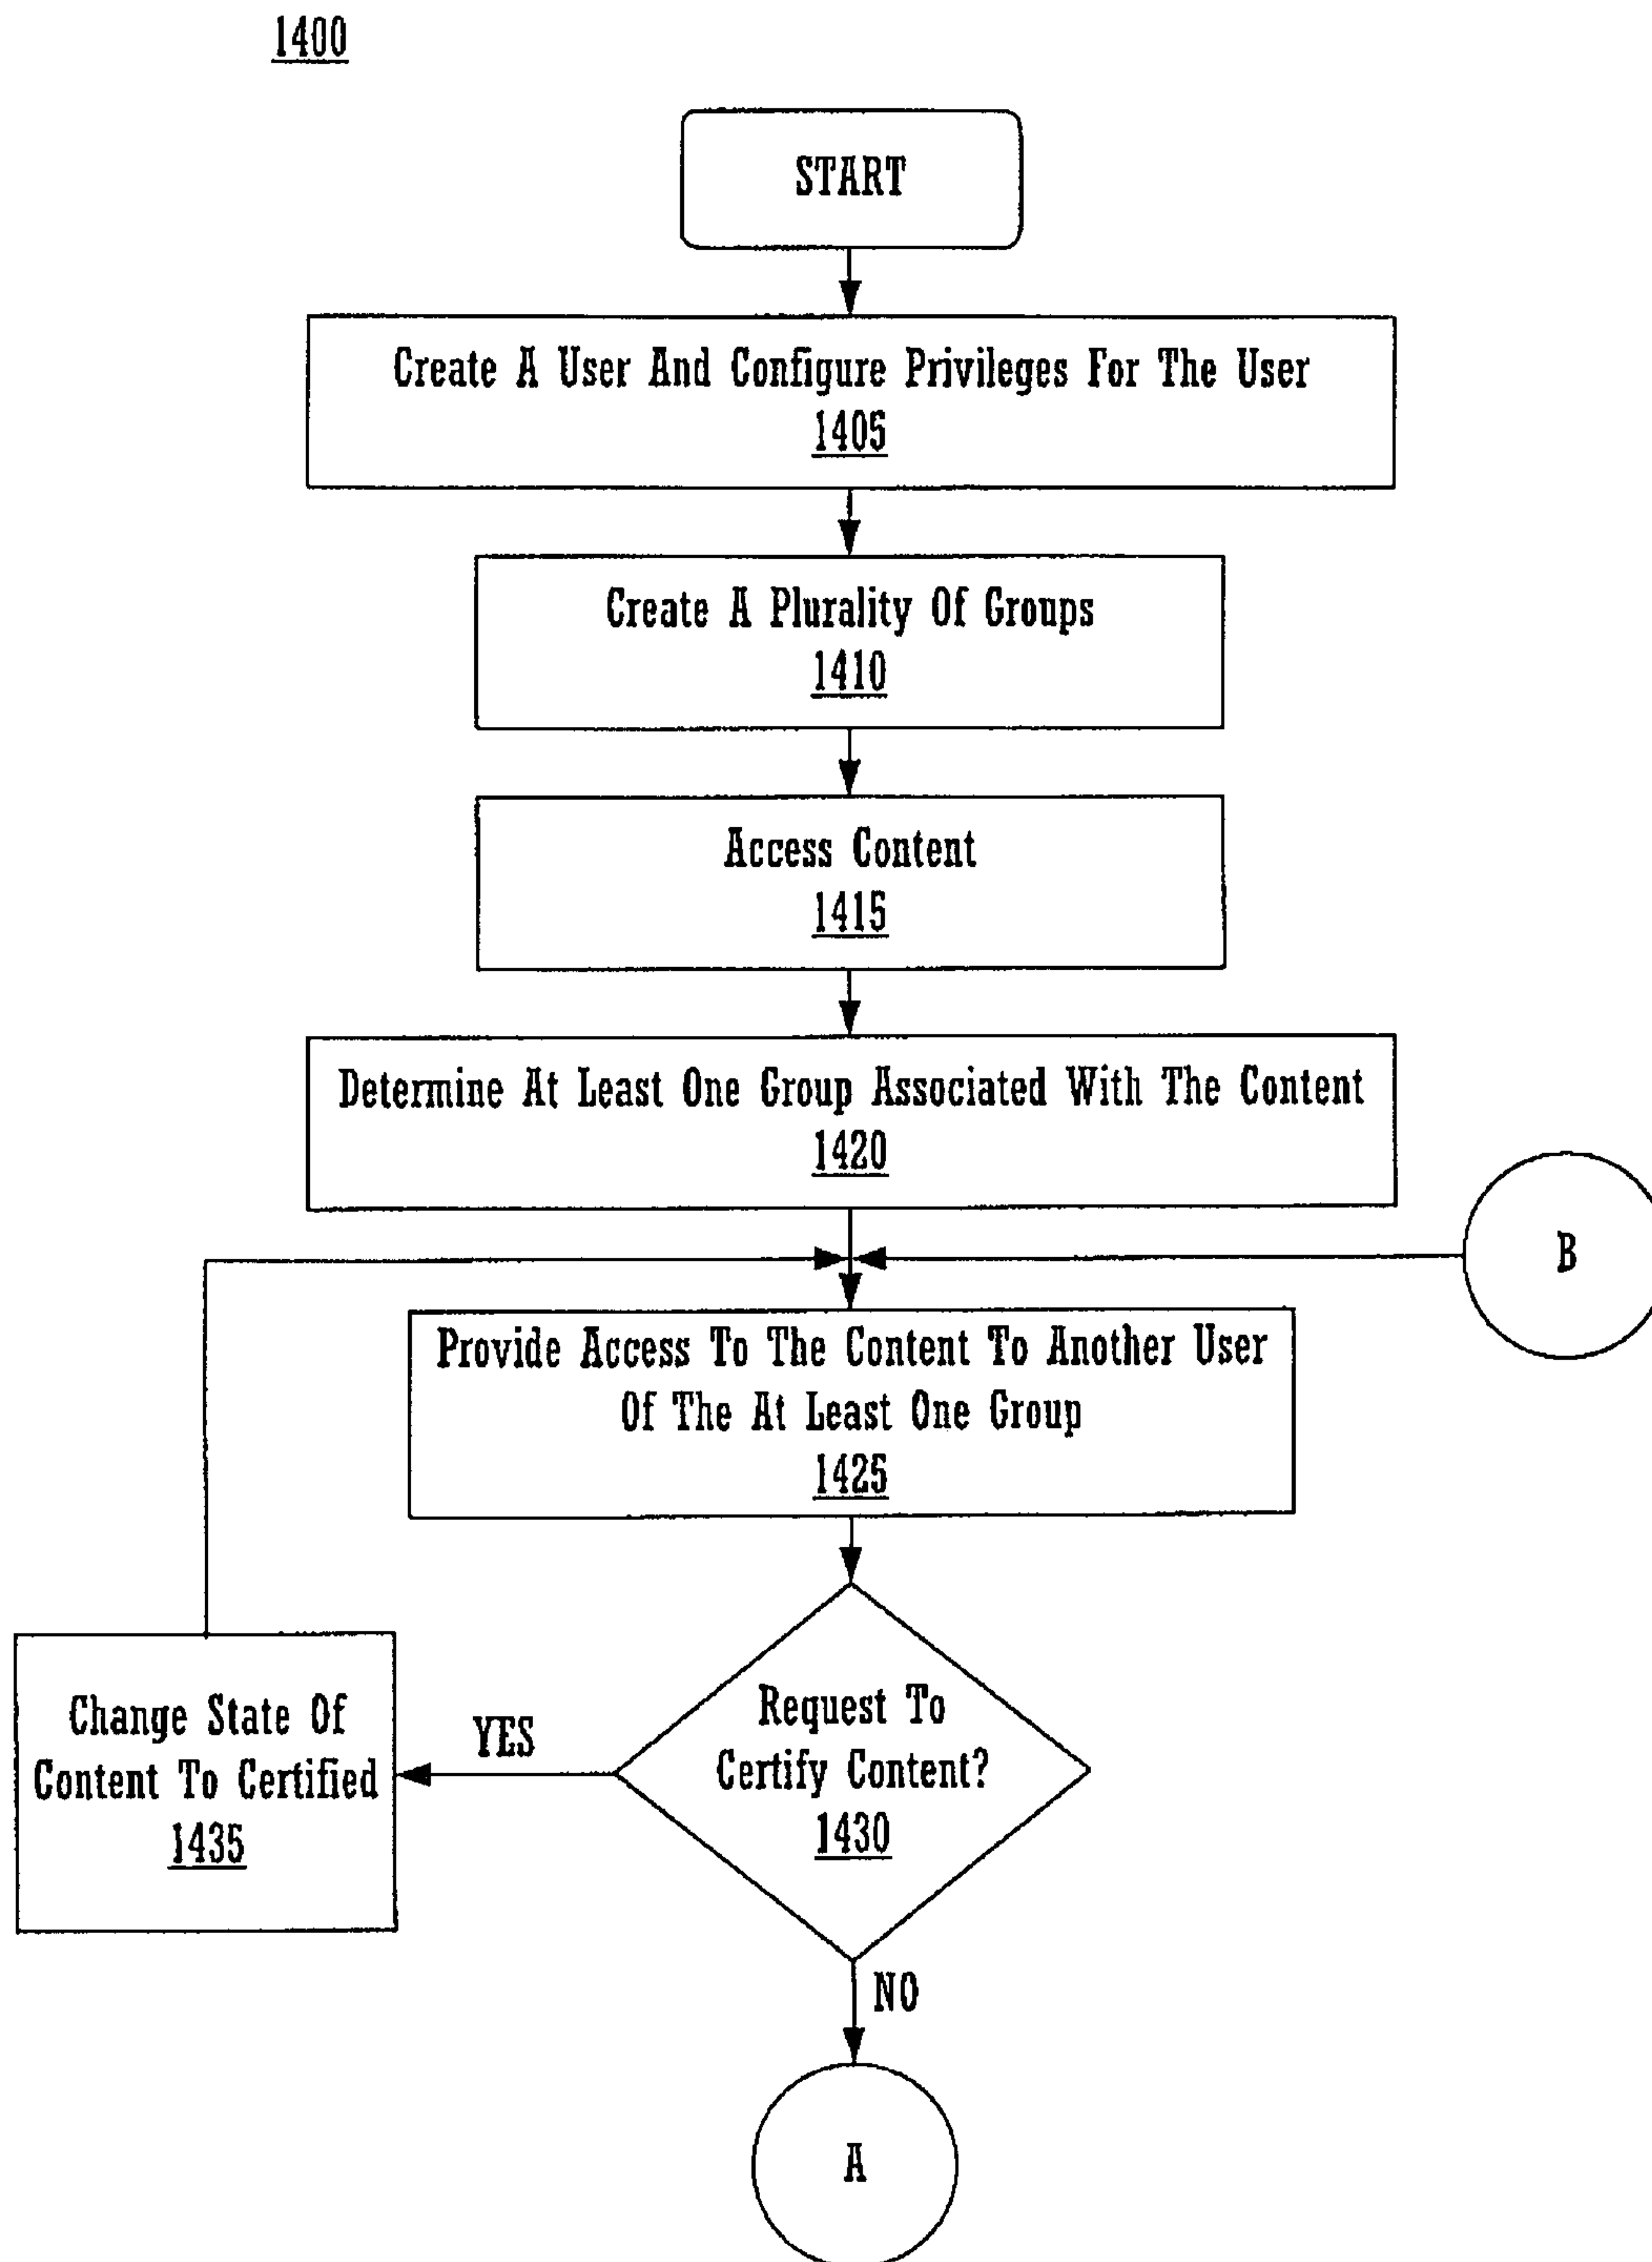 1400
START
Create A User And Configure Privileges For The User
1405
Create A Plurality Of Groups
1410
Access Content
1415
Determine At Least One Group Associated With The Content
1420
B
Provide Access To The Content To Another User
Of The At Least One Group
1425
Request To
Certify Content?
1430
YES
Change State Of
Content To Certified
1435
NO
A